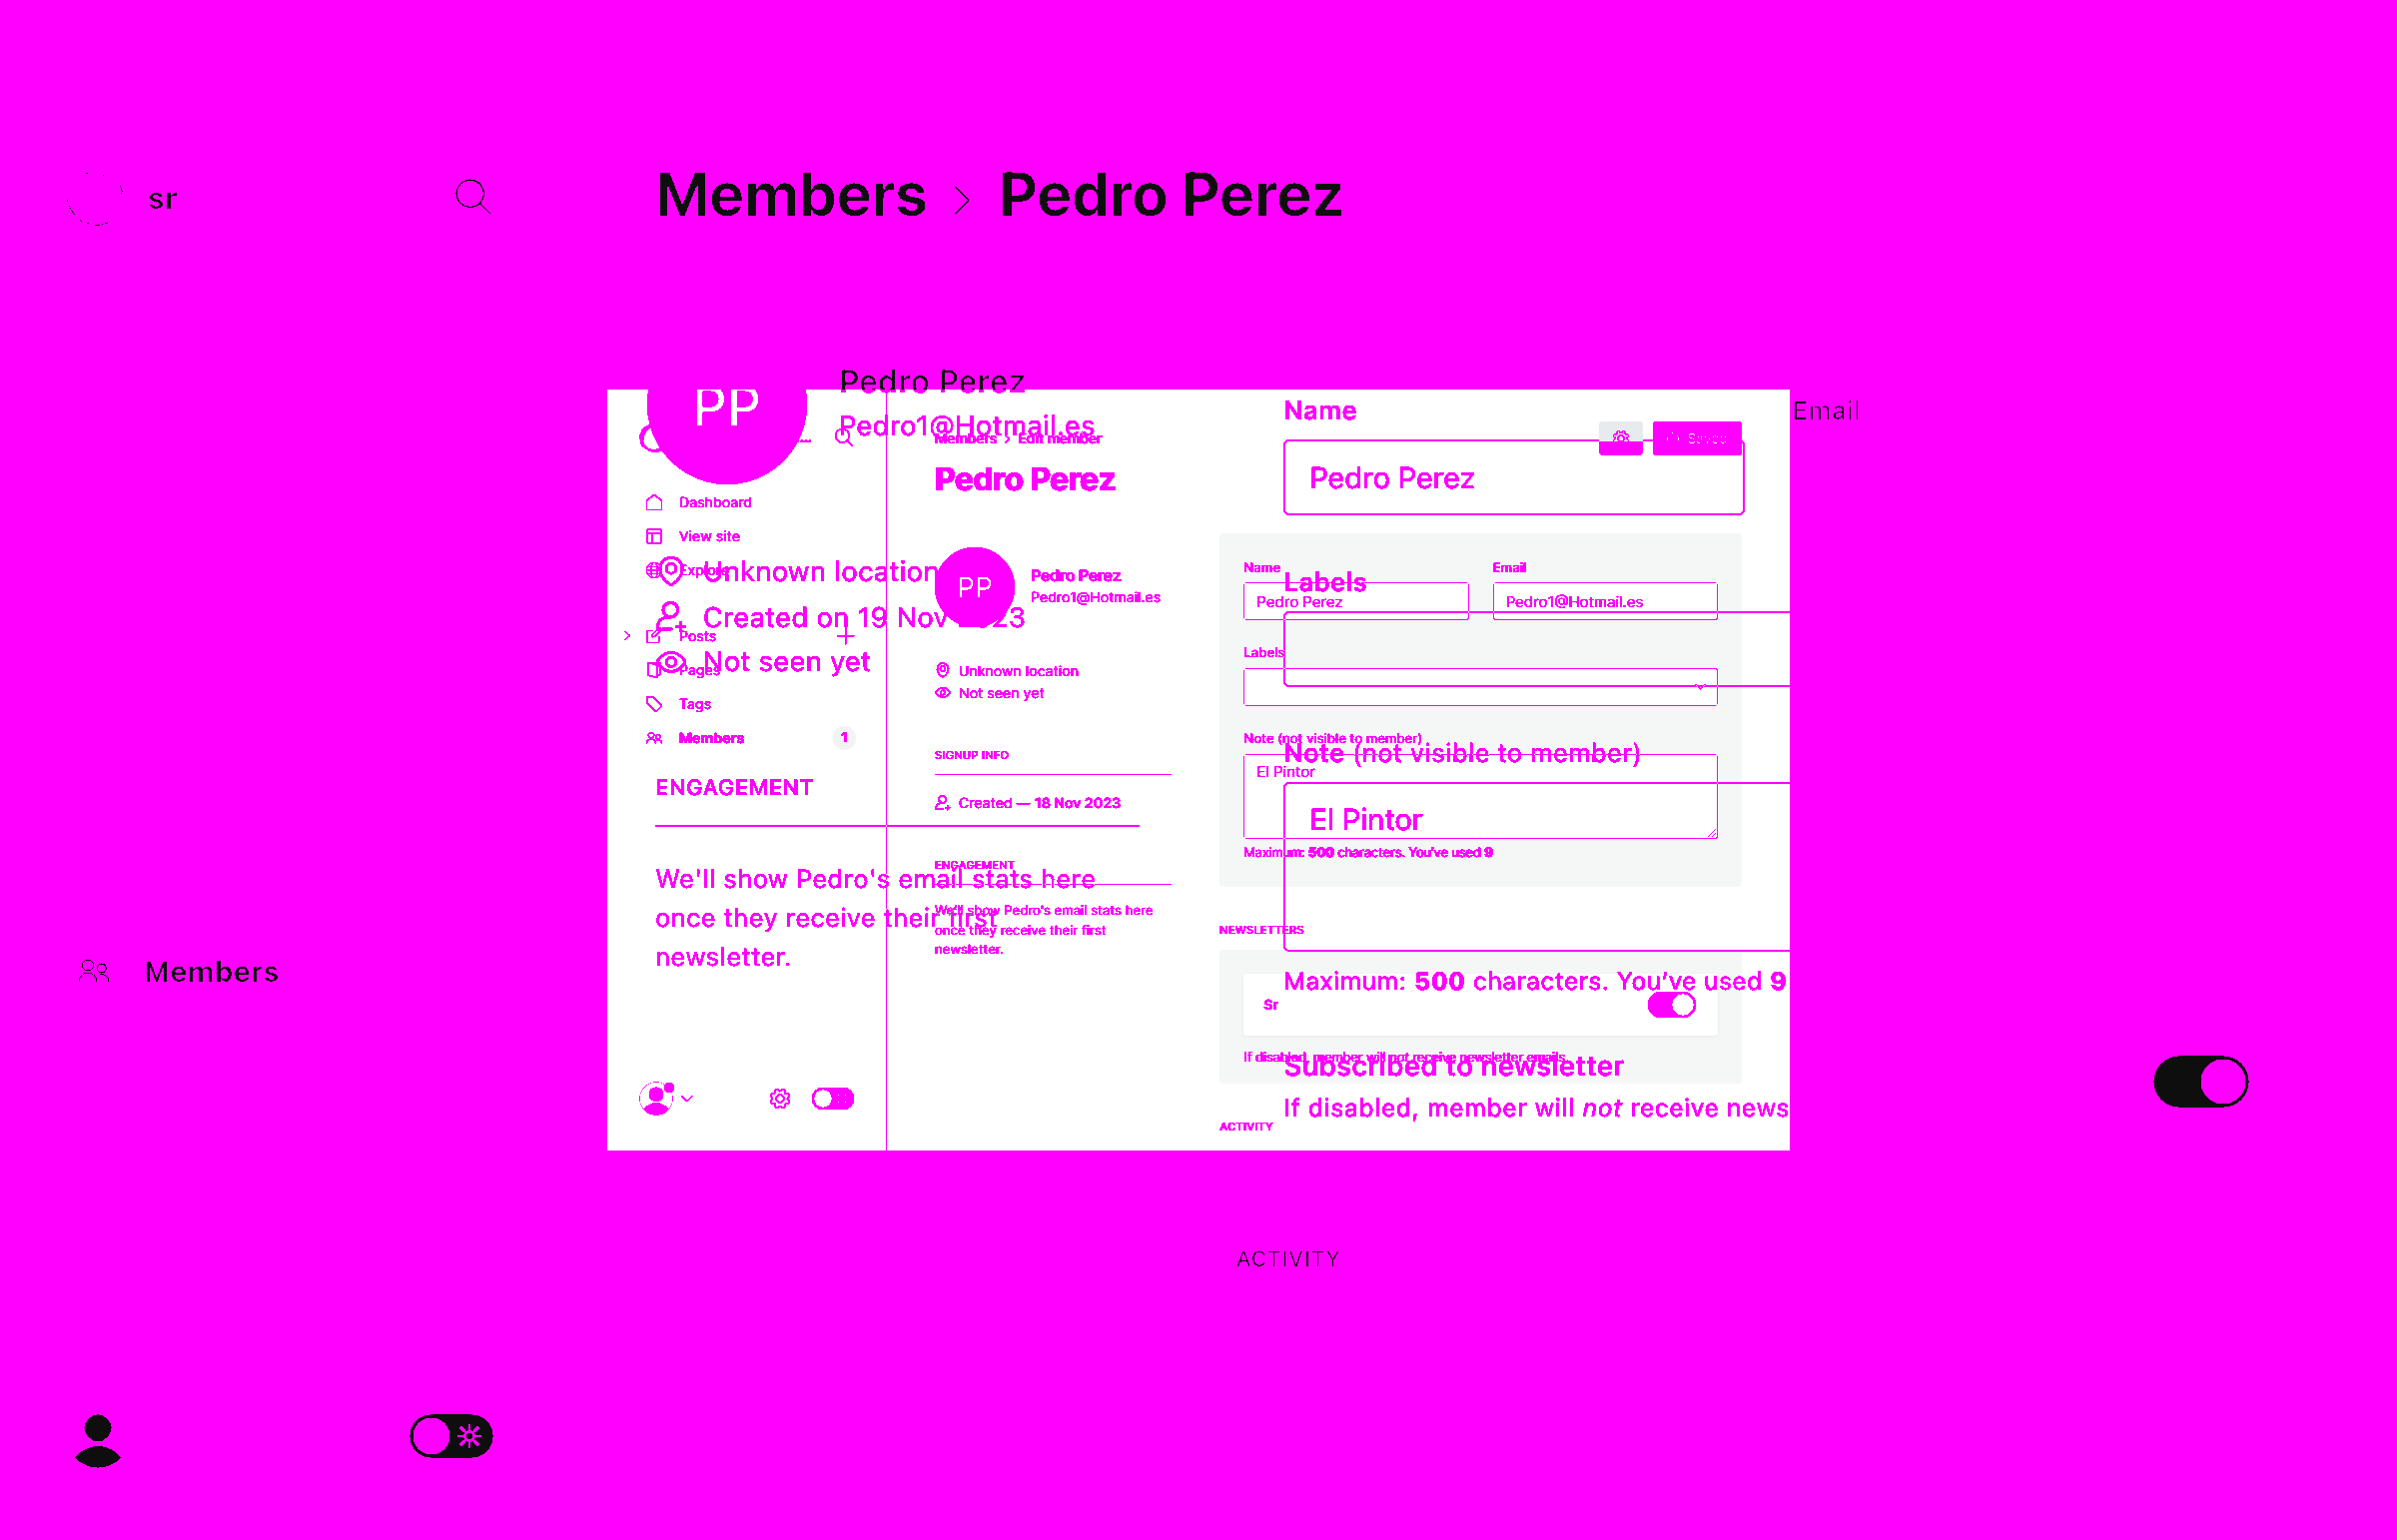 sr
Members › Pedro Perez
Pedro Perez
Pedro1@Hotmail.es
PP
Name
Email
Members › Edit member
Pedro Perez
Pedro Perez
Dashboard
View site
Explore
Posts
Pages
Tags
Members 1
Unknown location
Created on 19 Nov 2023
Not seen yet
ENGAGEMENT
We'll show Pedro's email stats here
once they receive their first
newsletter.
PP
Pedro Perez
Pedro1@Hotmail.es
Unknown location
Not seen yet
SIGNUP INFO
Created — 18 Nov 2023
ENGAGEMENT
We'll show Pedro's email stats here
once they receive their first
newsletter.
Name
Email
Pedro Perez
Pedro1@Hotmail.es
Labels
Labels
Note (not visible to member)
Note (not visible to member)
El Pintor
El Pintor
Maximum: 500 characters. You've used 9
NEWSLETTERS
Maximum: 500 characters. You've used 9
Sr
If disabled, member will not receive newsletter emails
Subscribed to newsletter
If disabled, member will not receive news
ACTIVITY
Members
ACTIVITY